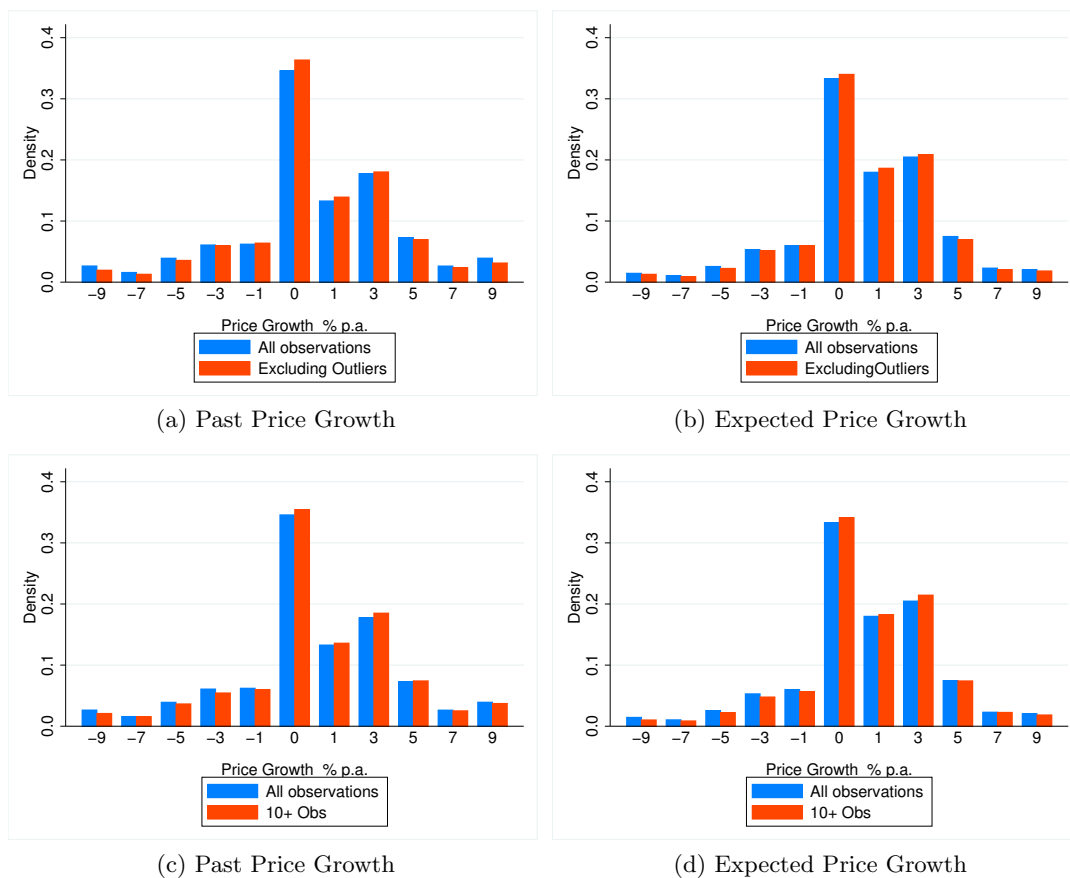 0.4
0.3
0.2
0.1
0.0
Density
−9 −7 −5 −3 −1 0 1 3 5 7 9
Price Growth % p.a.
All observations
Excluding Outliers
(a) Past Price Growth
0.4
0.3
0.2
0.1
0.0
Density
−9 −7 −5 −3 −1 0 1 3 5 7 9
Price Growth % p.a.
All observations
ExcludingOutliers
(b) Expected Price Growth
0.4
0.3
0.2
0.1
0.0
Density
−9 −7 −5 −3 −1 0 1 3 5 7 9
Price Growth % p.a.
All observations
10+ Obs
(c) Past Price Growth
0.4
0.3
0.2
0.1
0.0
Density
−9 −7 −5 −3 −1 0 1 3 5 7 9
Price Growth % p.a.
All observations
10+ Obs
(d) Expected Price Growth